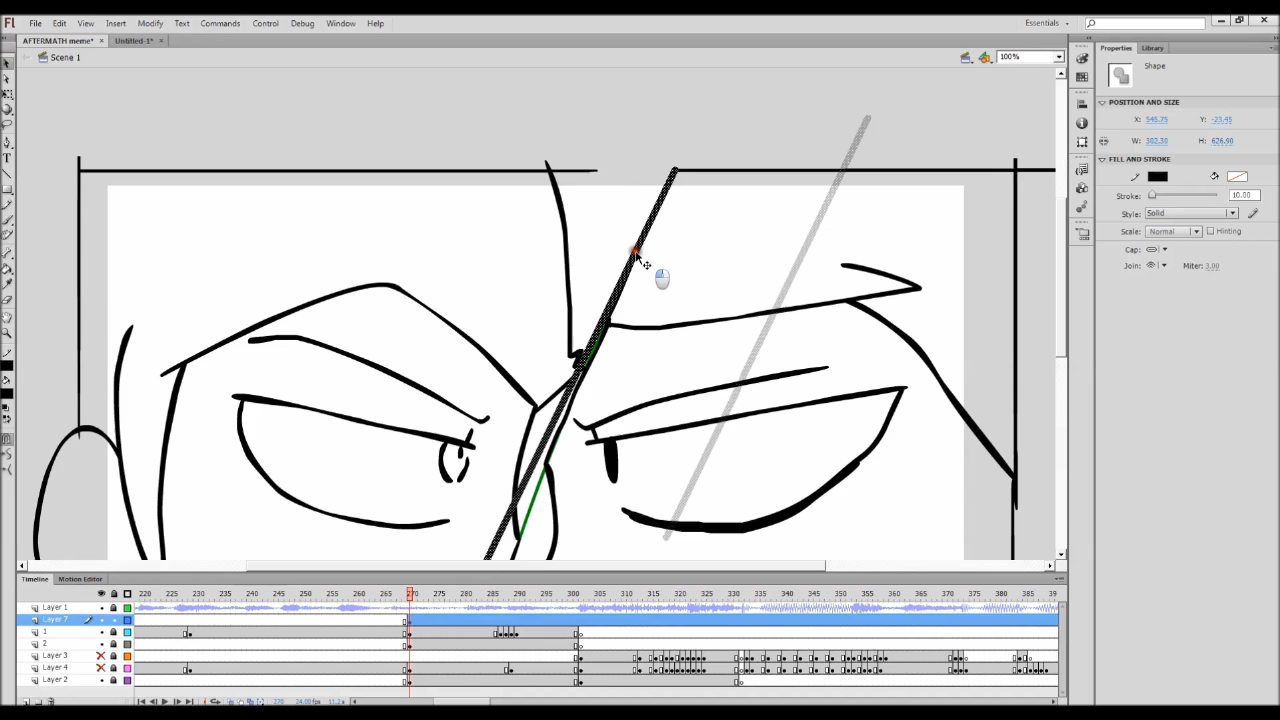 Fl File Edit View Insert Modify Text Commands Control Debug Window Help Essentials
AFTERMATH meme* × Untitled-1* ×
Scene 1 100%
Properties Library
Shape
POSITION AND SIZE
X: 548.75 Y: -23.45
W: 382.30 H: 626.90
FILL AND STROKE
Stroke: 10.00
Style: Solid
Scale: Normal Hinting
Cap:
Join: Miter: 3.00
Timeline Motion Editor
220 225 230 235 240 245 250 255 260 265 270 275 280 285 290 295 300 305 310 315 320 325 330 335 340 345 350 355 360 365 370 375 380 385 39
Layer 1
Layer 7
1
2
Layer 3
Layer 4
Layer 2
270 24.00 fps 11.2 s